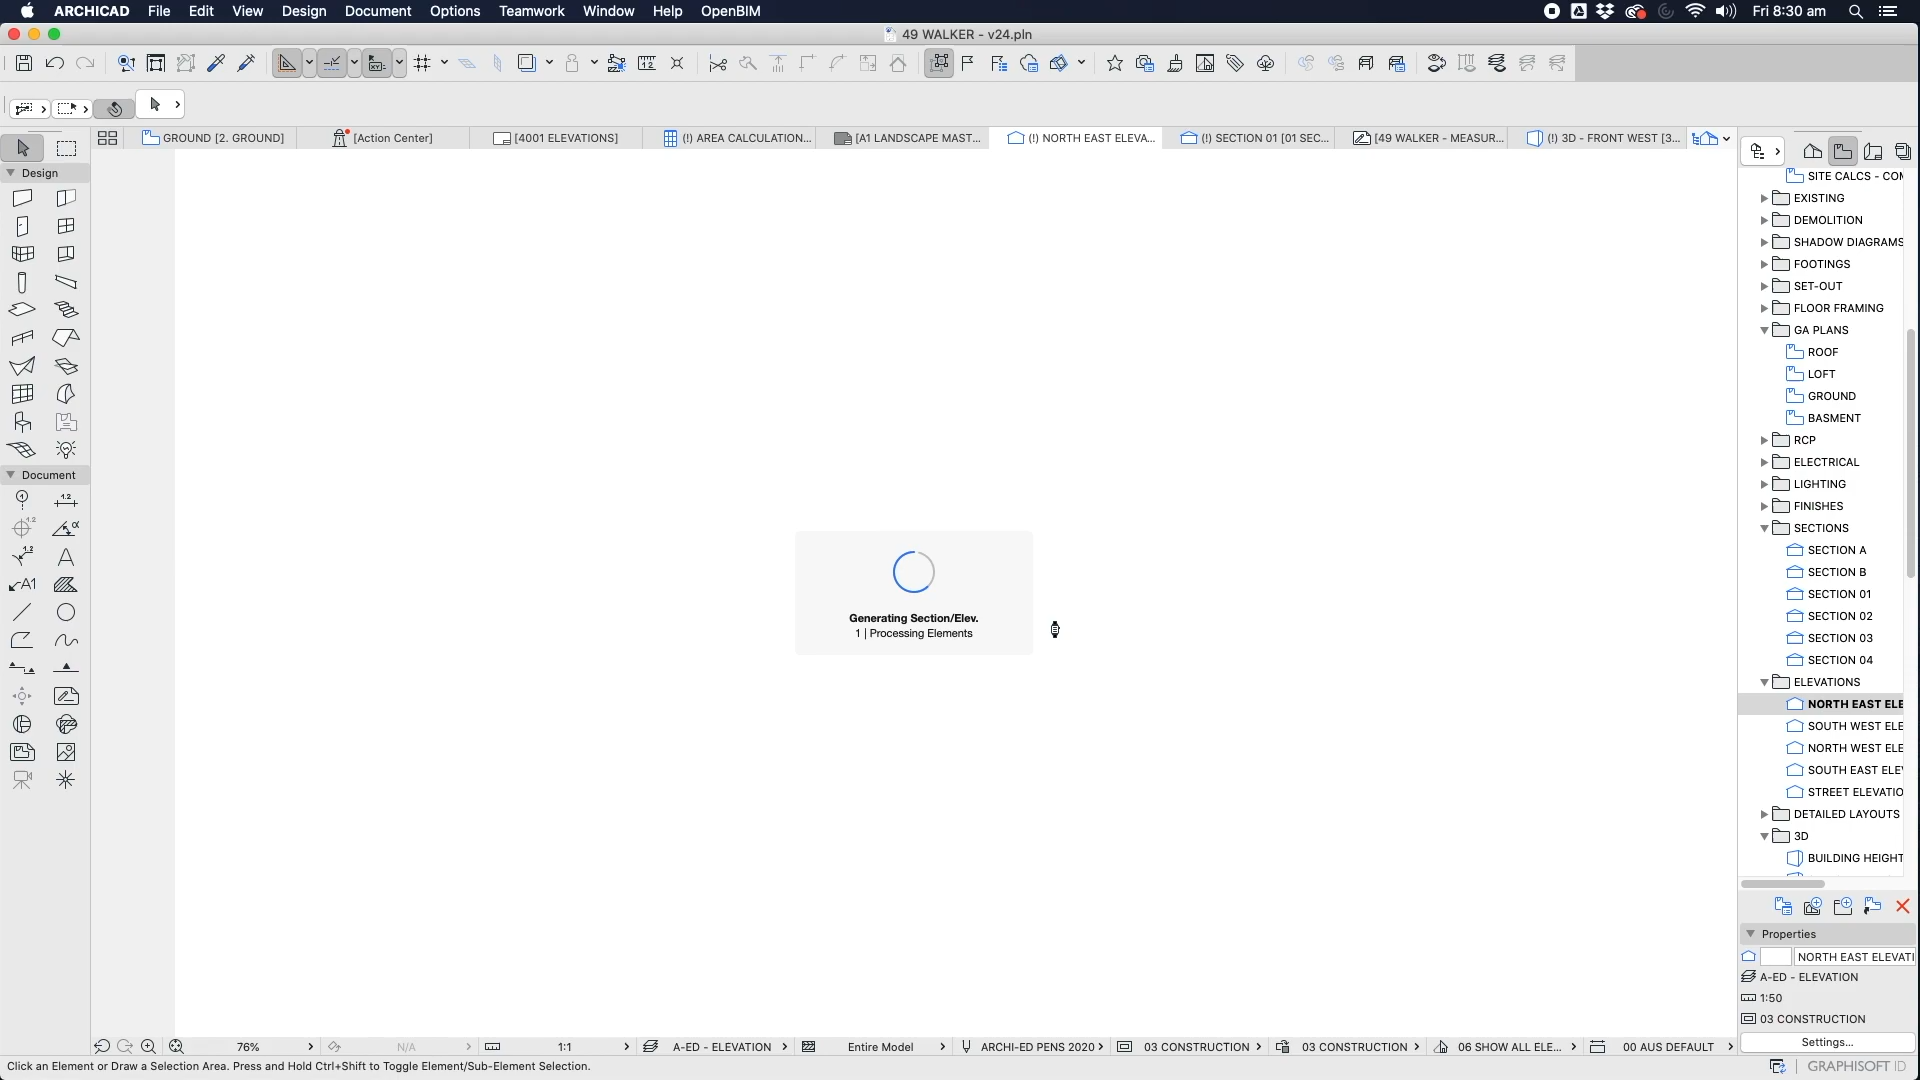 ARCHICAD File Edit View Design Document Options Teamwork Window Help OpenBIM Fri 8:30 am
49 WALKER - v24.pln
GROUND [2. GROUND] [Action Center] [4001 ELEVATIONS] (!) AREA CALCULATION... [A1 LANDSCAPE MAST... (!) NORTH EAST ELEVA... (!) SECTION 01 [01 SEC... [49 WALKER - MEASUR... (!) 3D - FRONT WEST [3...
Design
Document
SITE CALCS - CO
EXISTING
DEMOLITION
SHADOW DIAGRAMS
FOOTINGS
SET-OUT
FLOOR FRAMING
GA PLANS
ROOF
LOFT
GROUND
BASMENT
RCP
ELECTRICAL
LIGHTING
FINISHES
SECTIONS
SECTION A
SECTION B
SECTION 01
SECTION 02
SECTION 03
SECTION 04
ELEVATIONS
NORTH EAST ELE
SOUTH WEST ELE
NORTH WEST ELE
SOUTH EAST ELE
STREET ELEVATIO
DETAILED LAYOUTS
3D
BUILDING HEIGHT
Generating Section/Elev.
1 | Processing Elements
Properties
NORTH EAST ELEVATI
A-ED - ELEVATION
1:50
03 CONSTRUCTION
Settings...
76% N/A 1:1 A-ED - ELEVATION Entire Model ARCHI-ED PENS 2020 03 CONSTRUCTION 03 CONSTRUCTION 06 SHOW ALL ELE... 00 AUS DEFAULT
Click an Element or Draw a Selection Area. Press and Hold Ctrl+Shift to Toggle Element/Sub-Element Selection.
GRAPHISOFT ID